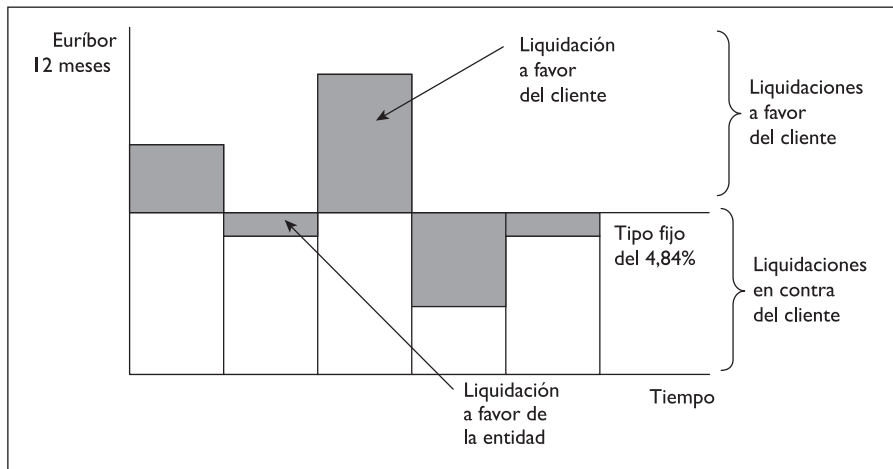 Euríbor
12 meses
Liquidación
a favor
del cliente
Liquidaciones
a favor
del cliente
Tipo fijo
del 4,84%
Liquidaciones
en contra
del cliente
Liquidación
a favor de
la entidad
Tiempo